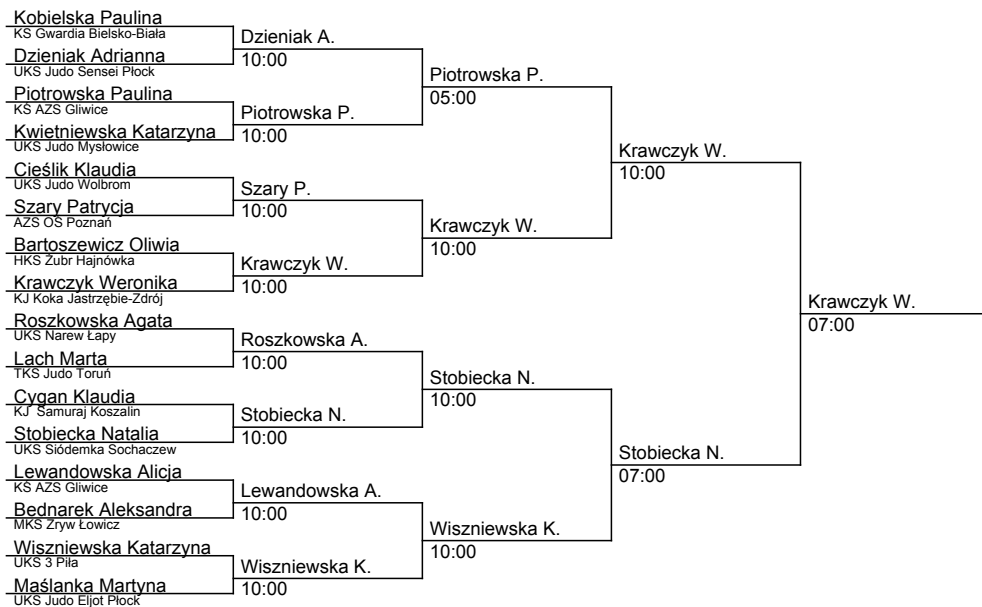 Kobielska Paulina
KS Gwardia Bielsko-Biała
Dzieniak Adrianna
UKS Judo Sensei Płock
Piotrowska Paulina
KS AZS Gliwice
Kwietniewska Katarzyna
UKS Judo Mysłowice
Cieślik Klaudia
UKS Judo Wolbrom
Szary Patrycja
AZS OŚ Poznań
Bartoszewicz Oliwia
HKS Żubr Hajnówka
Krawczyk Weronika
KJ Koka Jastrzębie-Zdrój
Roszkowska Agata
UKS Narew Łapy
Lach Marta
TKS Judo Toruń
Cygan Klaudia
KJ Samuraj Koszalin
Stobiecka Natalia
UKS Siódemka Sochaczew
Lewandowska Alicja
KS AZS Gliwice
Bednarek Aleksandra
MKS Zryw Łowicz
Wiszniewska Katarzyna
UKS 3 Piła
Maślanka Martyna
UKS Judo Eljot Płock
Dzieniak A.
10:00
Piotrowska P.
10:00
Szary P.
10:00
Krawczyk W.
10:00
Roszkowska A.
10:00
Stobiecka N.
10:00
Lewandowska A.
10:00
Wiszniewska K.
10:00
Piotrowska P.
05:00
Krawczyk W.
10:00
Stobiecka N.
10:00
Wiszniewska K.
10:00
Krawczyk W.
10:00
Stobiecka N.
07:00
Krawczyk W.
07:00